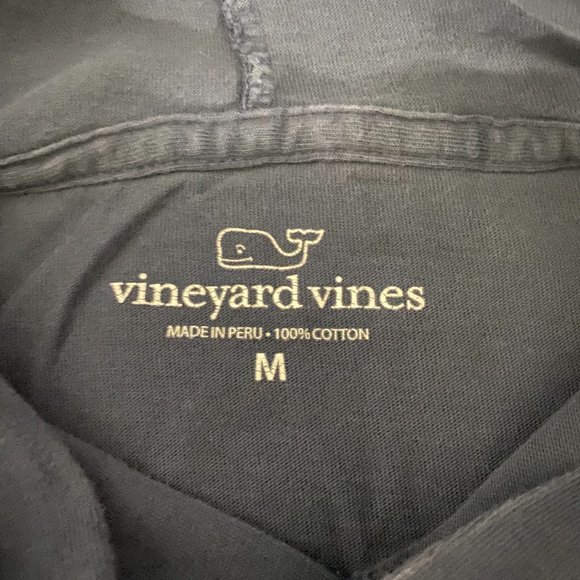 vineyard vines
MADE IN PERU • 100% COTTON
M